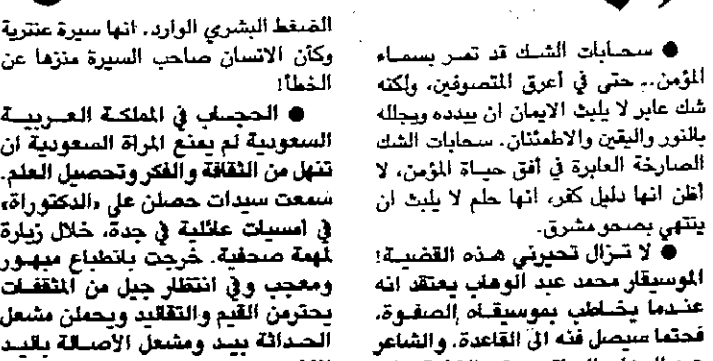 ● سحابات الشك قد تمر بسماء
المؤمن.. حتى في أعرق المتصوفين، ولكنه
شك عابر لا يلبث الايمان ان يبدده ويجلله
بالنور واليقين والاطمئنان. سحابات الشك
الصارخة العابرة في أفق حياة المؤمن، لا
أظن انها دليل كفر، انها حلم لا يلبث ان
ينتهي بصحو مشرق.
● لا تزال تحيرني هذه القضية!
الموسيقار محمد عبد الوهاب يعتقد انه
عندما يخاطب بموسيقاه الصفوة،
فحتما سيصل فنه الى القاعدة. والشاعر
الضغط البشري الوارد. انها سيرة عنترية
وكأن الانسان صاحب السيرة منزها عن
الخطأ!
● الحجاب في المملكة العربية
السعودية لم يمنع المرأة السعودية ان
تنهل من الثقافة والفكر وتحصيل العلم.
سمعت سيدات حصلن على «الدكتوراة»
في أمسيات عائلية في جدة، خلال زيارة
لمهمة صحفية. خرجت بانطباع مبهور
ومعجب وفي انتظار جيل من المثقفات
يحترمن القيم والتقاليد ويحملن مشعل
الحداثة بيد ومشعل الاصالة باليد